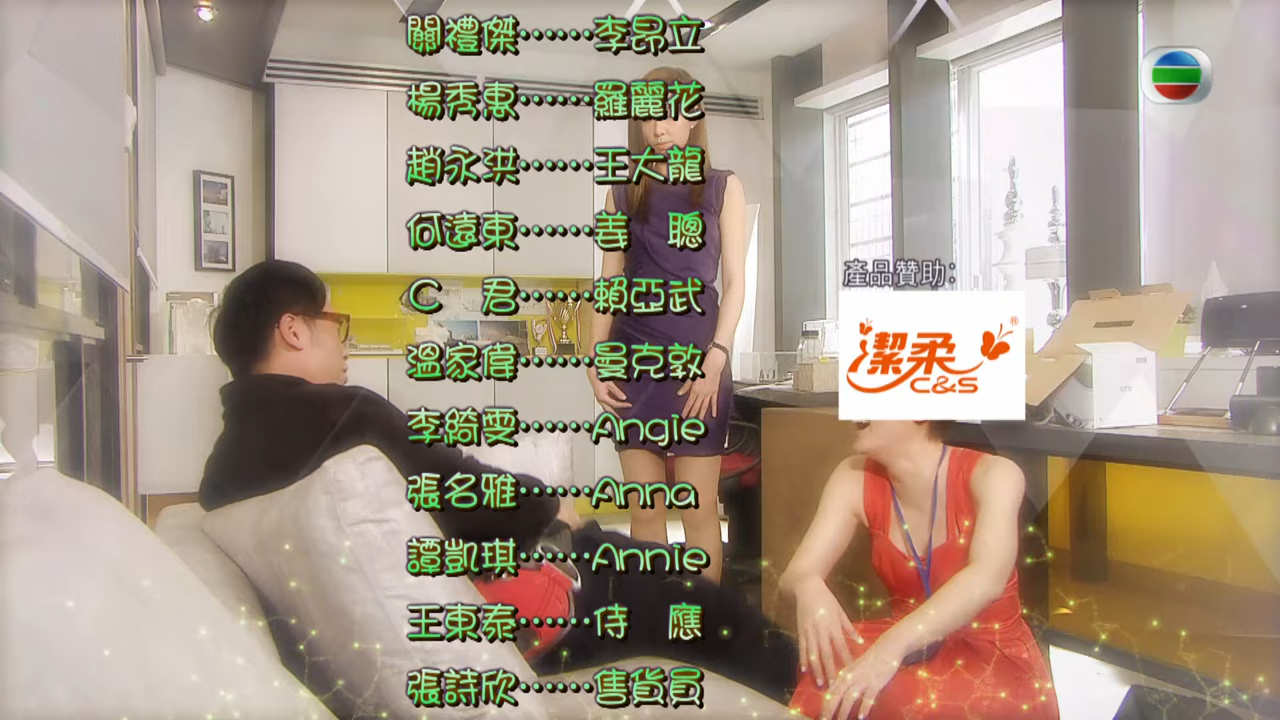 關禮傑……李昂立
楊秀惠……羅麗花
趙永洪……王大龍
何遠東……姜　聰
C　君……賴亞武
溫家偉……曼克敦
李綺雯……Angie
張名雅……Anna
譚凱琪……Annie
王東泰……侍　應
張詩欣……售貨員
產品贊助：
潔柔®
C&S